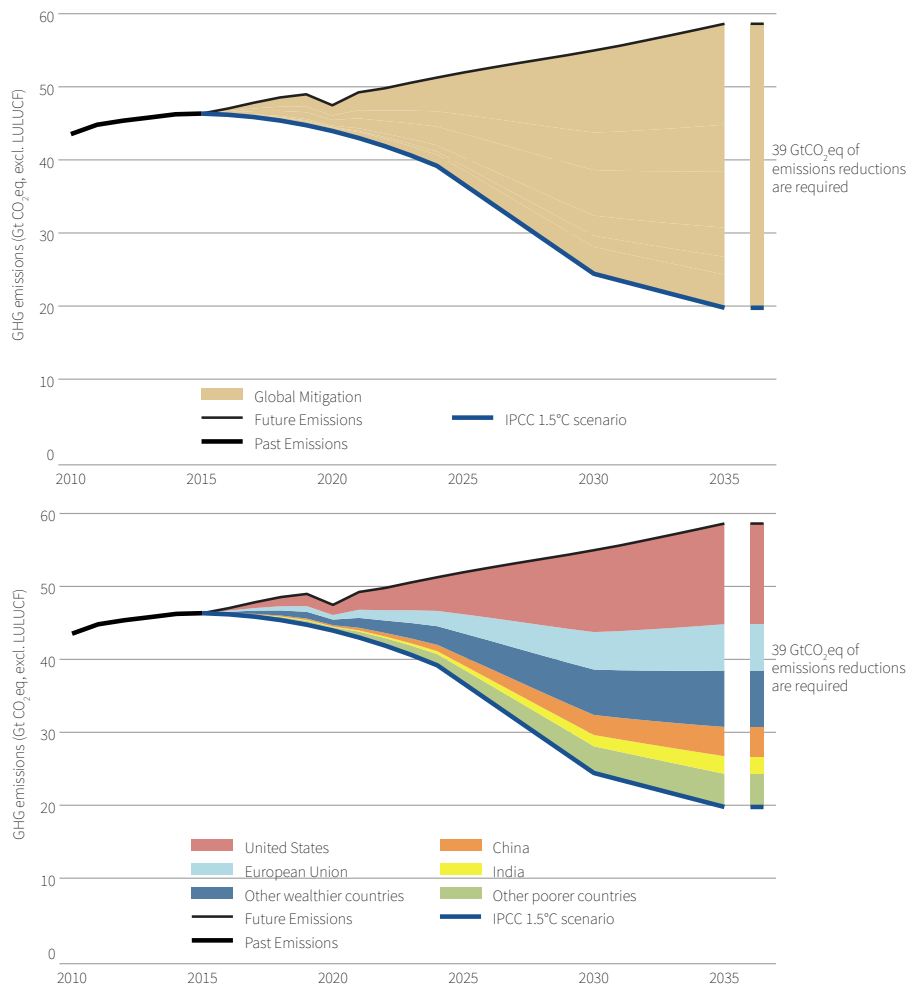 60
50
40
30
20
10
0
GHG emissions (Gt CO2eq, excl. LULUCF)
39 GtCO2eq of
emissions reductions
are required
Global Mitigation
Future Emissions
IPCC 1.5°C scenario
Past Emissions
2010 2015 2020 2025 2030 2035
60
50
40
30
20
10
0
GHG emissions (Gt CO2eq, excl. LULUCF)
39 GtCO2eq of
emissions reductions
are required
United States
China
European Union
India
Other wealthier countries
Other poorer countries
Future Emissions
IPCC 1.5°C scenario
Past Emissions
2010 2015 2020 2025 2030 2035